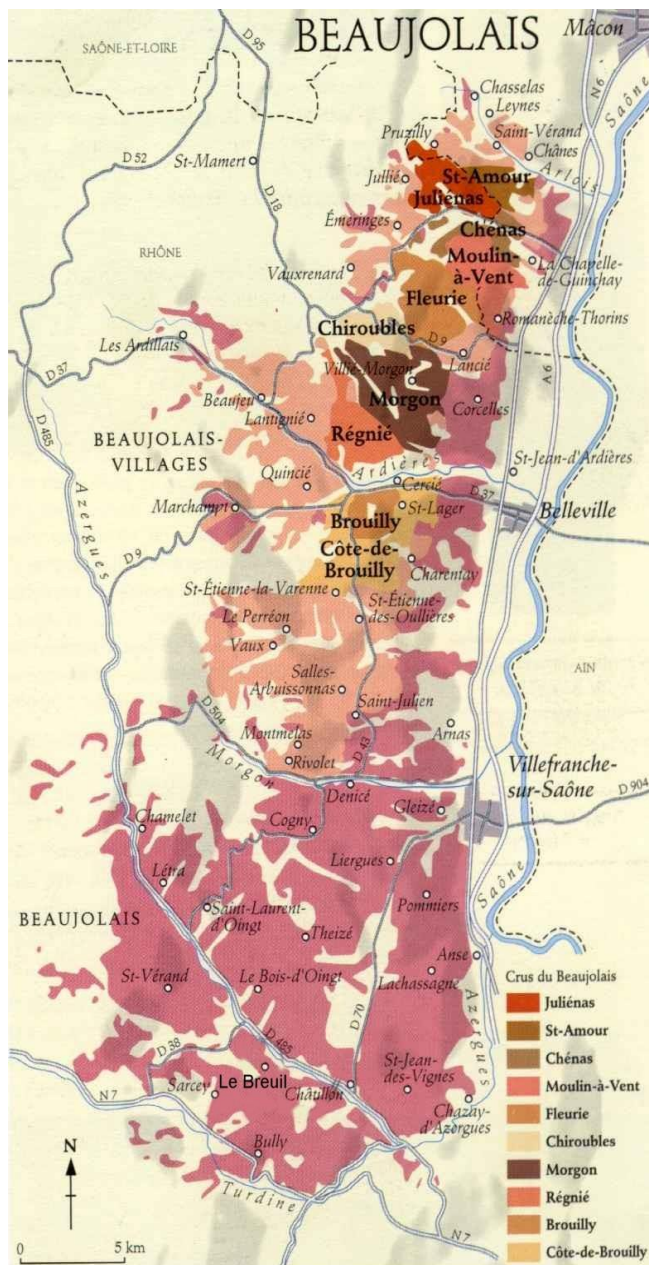 BEAUJOLAIS
SAÔNE-ET-LOIRE
D 95
Mâcon
N 6
Saône
Chasselas
Leynes
Pruzilly
Saint-Vérand
Chânes
D 52
St-Mamert
Arlois
Jullié
St-Amour
Juliénas
D 18
Émeringes
Chénas
RHÔNE
Moulin-
à-Vent
La Chapelle-
de-Guinchay
Vauxrenard
Fleurie
Chiroubles
Romanèche-Thorins
Les Ardillats
D 9
Lancié
A 6
D 37
Villié-Morgon
Morgon
Beaujeu
Lantignié
Corcelles
D 485
Régnié
BEAUJOLAIS-
VILLAGES
Ardières
St-Jean-d'Ardières
Quincié
Cercié
D 37
Azergues
Marchampt
St-Lager
Belleville
Brouilly
Côte-de-
Brouilly
D 9
Charentay
St-Étienne-la-Varenne
St-Étienne-
des-Oullières
Le Perréon
Vaux
AIN
Salles-
Arbuissonnas
Saint-Julien
D 504
Arnas
Montmelas
D 43
Morgon
Rivolet
Villefranche-
sur-Saône
Denicé
D 904
Gleizé
Chamelet
Cogny
Liergues
Létra
Saône
Pommiers
BEAUJOLAIS
Saint-Laurent-
d'Oingt
Theizé
Anse
St-Vérand
Le Bois-d'Oingt
Lachassagne
Azergues
D 70
D 38
D 485
St-Jean-
des-Vignes
Le Breuil
Sarcey
Châtillon
N 7
Chazay-
d'Azergues
Bully
N
Turdine
N 7
0 5 km
Crus du Beaujolais
Juliénas
St-Amour
Chénas
Moulin-à-Vent
Fleurie
Chiroubles
Morgon
Régnié
Brouilly
Côte-de-Brouilly